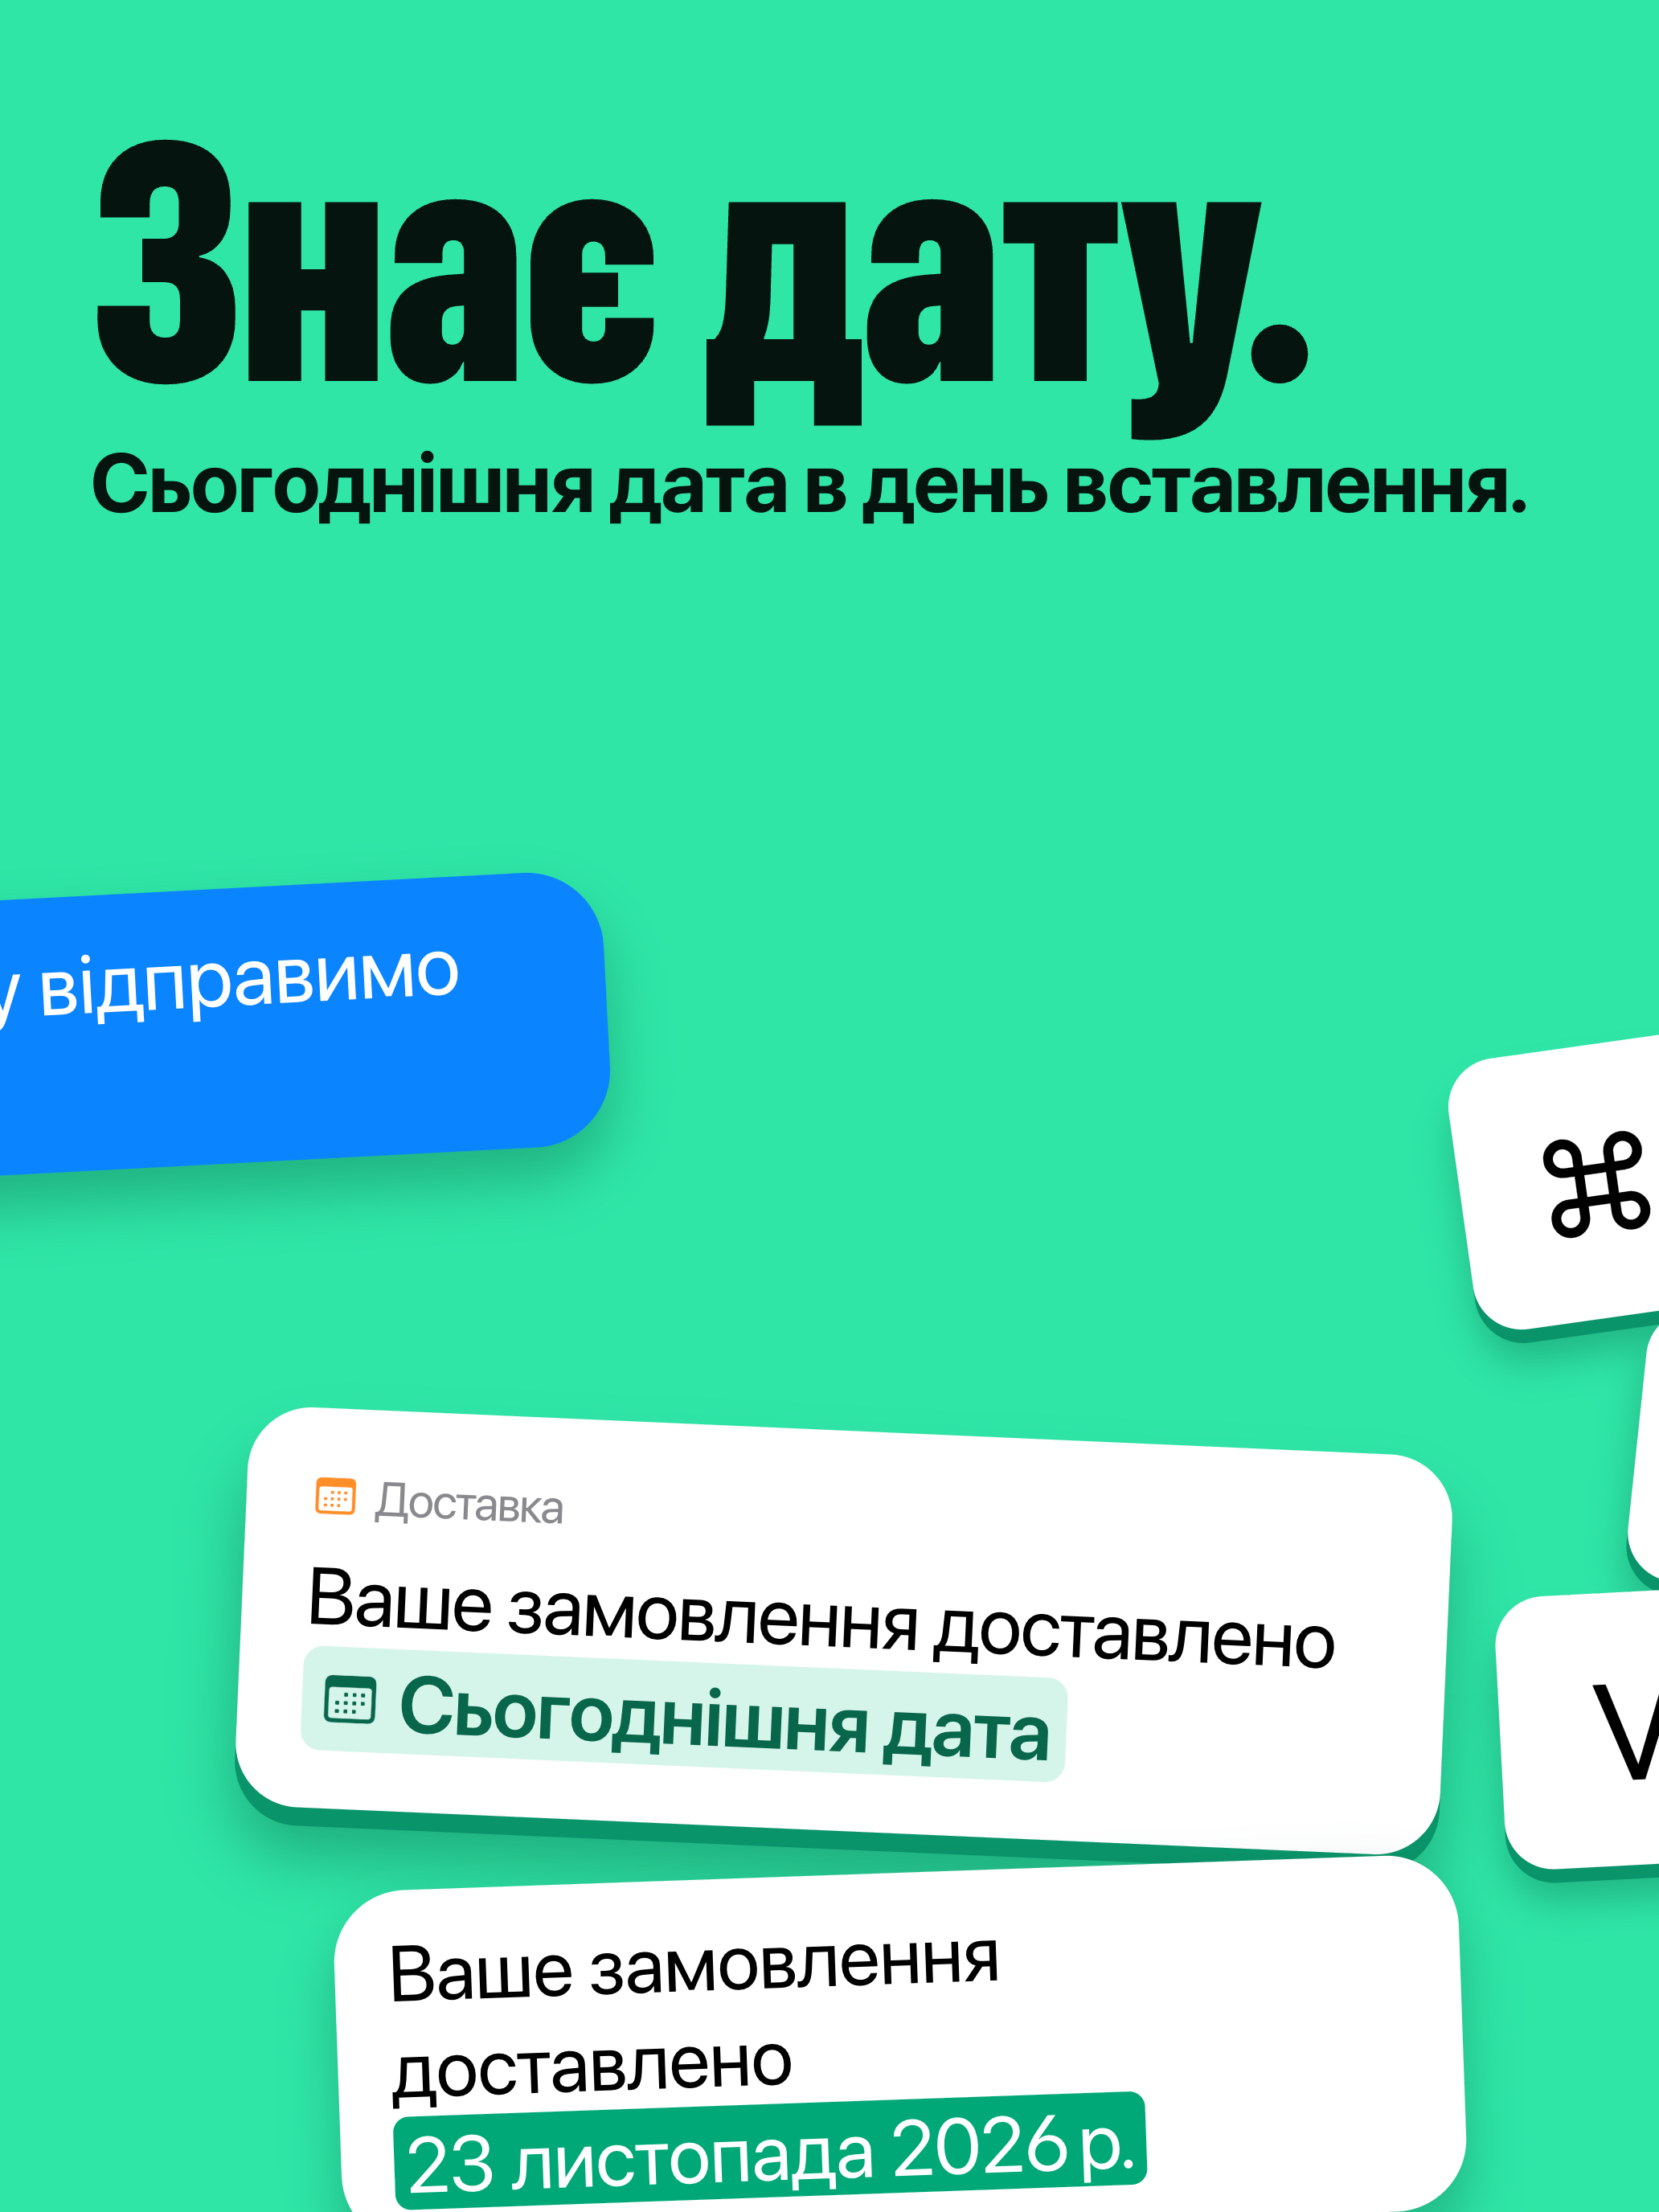 Знає дату.
Сьогоднішня дата в день вставлення.
у відправимо
⌘
Доставка
Ваше замовлення доставлено
Сьогоднішня дата
V
Ваше замовлення
доставлено
23 листопада 2026 р.